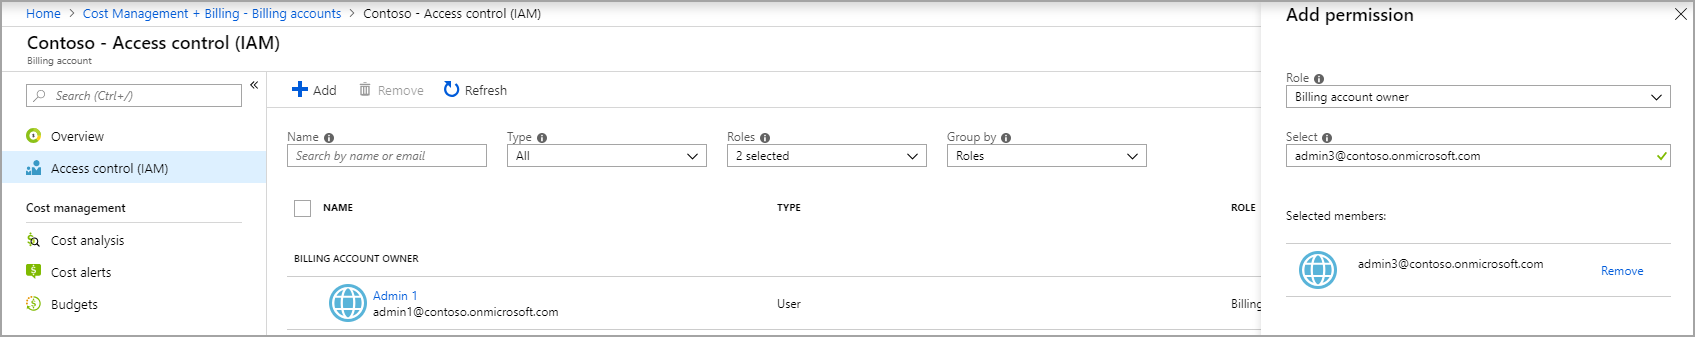 Home > Cost Management + Billing - Billing accounts > Contoso - Access control (IAM)
Contoso - Access control (IAM)
Billing account
Search (Ctrl+/)
«
Overview
Access control (IAM)
Cost management
Cost analysis
Cost alerts
Budgets
Add Remove Refresh
Name Type Roles Group by
Search by name or email All 2 selected Roles
NAME TYPE ROLE
BILLING ACCOUNT OWNER
Admin 1
admin1@contoso.onmicrosoft.com User Billing
Add permission
Role
Billing account owner
Select
admin3@contoso.onmicrosoft.com
Selected members:
admin3@contoso.onmicrosoft.com Remove